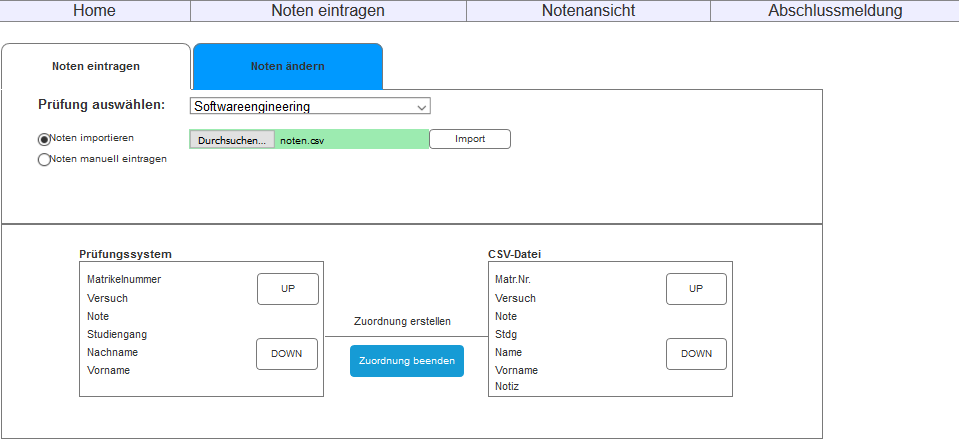 Home Noten eintragen Notenansicht Abschlussmeldung
Noten eintragen Noten ändern
Prüfung auswählen: Softwareengineering
Noten importieren Durchsuchen... noten.csv Import
Noten manuell eintragen
Prüfungssystem
Matrikelnummer
Versuch
Note
Studiengang
Nachname
Vorname
UP
DOWN
Zuordnung erstellen
Zuordnung beenden
CSV-Datei
Matr.Nr.
Versuch
Note
Stdg
Name
Vorname
Notiz
UP
DOWN